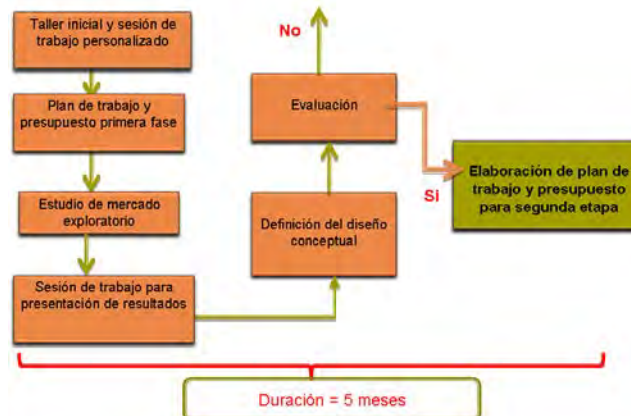 Taller inicial y sesión de
trabajo personalizado
Plan de trabajo y
presupuesto primera fase
Estudio de mercado
exploratorio
Sesión de trabajo para
presentación de resultados
No
Evaluación
Definición del diseño
conceptual
Si
Elaboración de plan de
trabajo y presupuesto
para segunda etapa
Duración = 5 meses